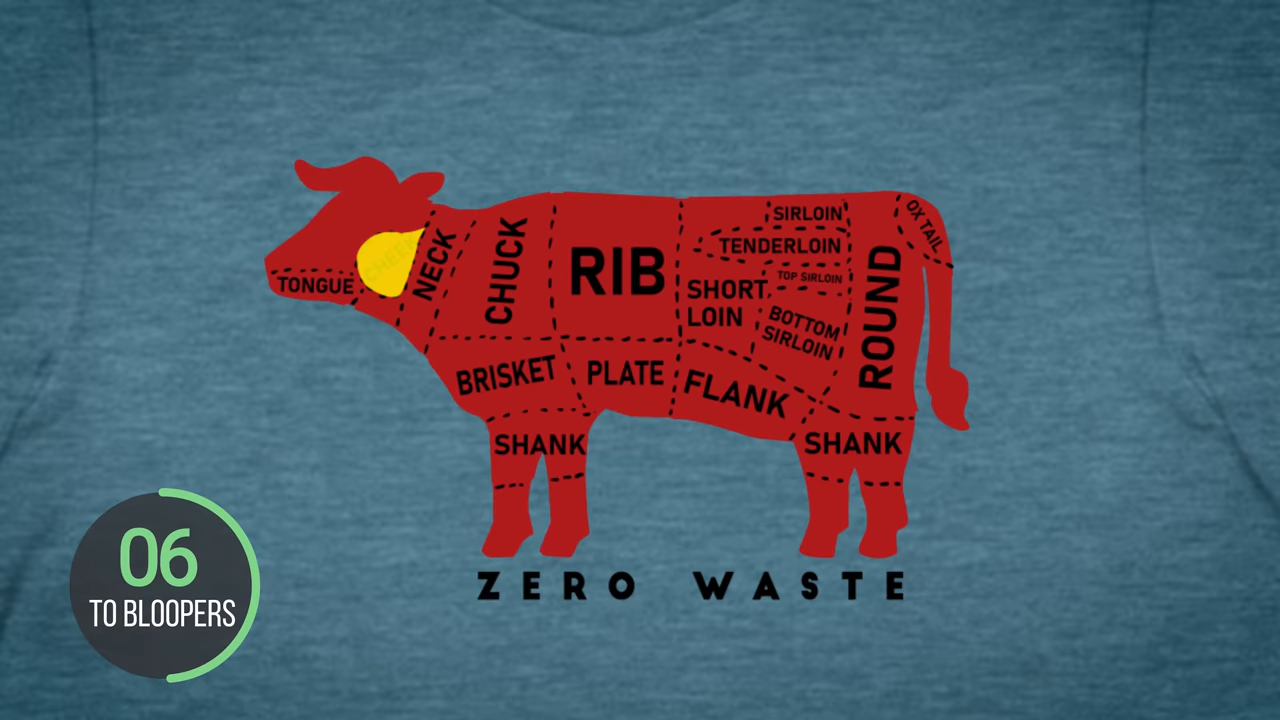 TONGUE
CHEEK
NECK
CHUCK
RIB
SHORT
LOIN
SIRLOIN
TENDERLOIN
TOP SIRLOIN
BOTTOM
SIRLOIN
ROUND
OX TAIL
BRISKET
PLATE
FLANK
SHANK
SHANK
ZERO WASTE
06
TO BLOOPERS